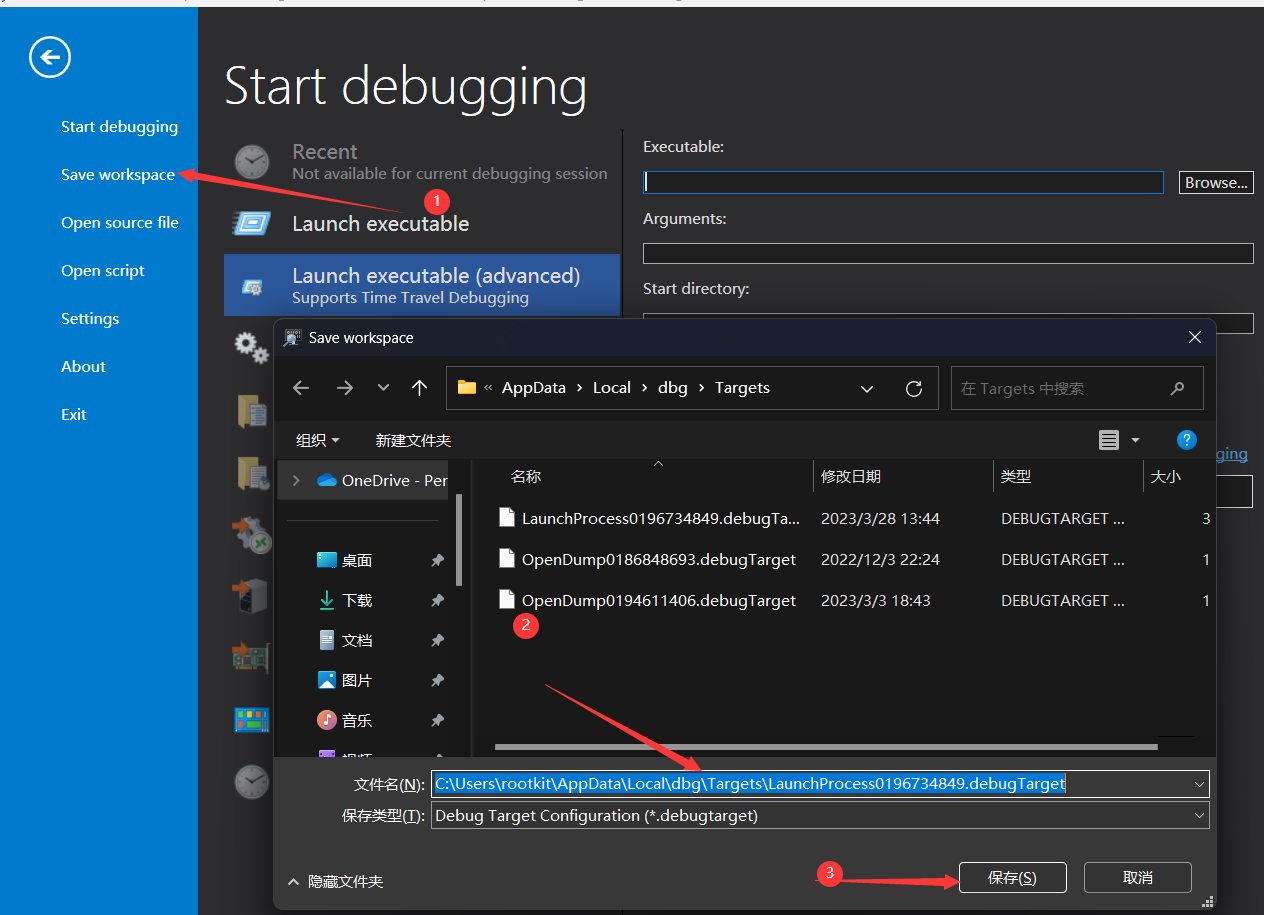 Start debugging
Save workspace
Open source file
Open script
Settings
About
Exit
Start debugging
Recent
Not available for current debugging session
1
Launch executable
Launch executable (advanced)
Supports Time Travel Debugging
Executable:
Browse...
Arguments:
Start directory:
ging
Save workspace
« AppData › Local › dbg › Targets
在 Targets 中搜索
组织
新建文件夹
OneDrive - Per
桌面
下载
文档
图片
音乐
名称 修改日期 类型 大小
LaunchProcess0196734849.debugTa... 2023/3/28 13:44 DEBUGTARGET ... 3
OpenDump0186848693.debugTarget 2022/12/3 22:24 DEBUGTARGET ... 1
OpenDump0194611406.debugTarget 2023/3/3 18:43 DEBUGTARGET ... 1
2
文件名(N): C:\Users\rootkit\AppData\Local\dbg\Targets\LaunchProcess0196734849.debugTarget
保存类型(T): Debug Target Configuration (*.debugtarget)
隐藏文件夹
3
保存(S)
取消